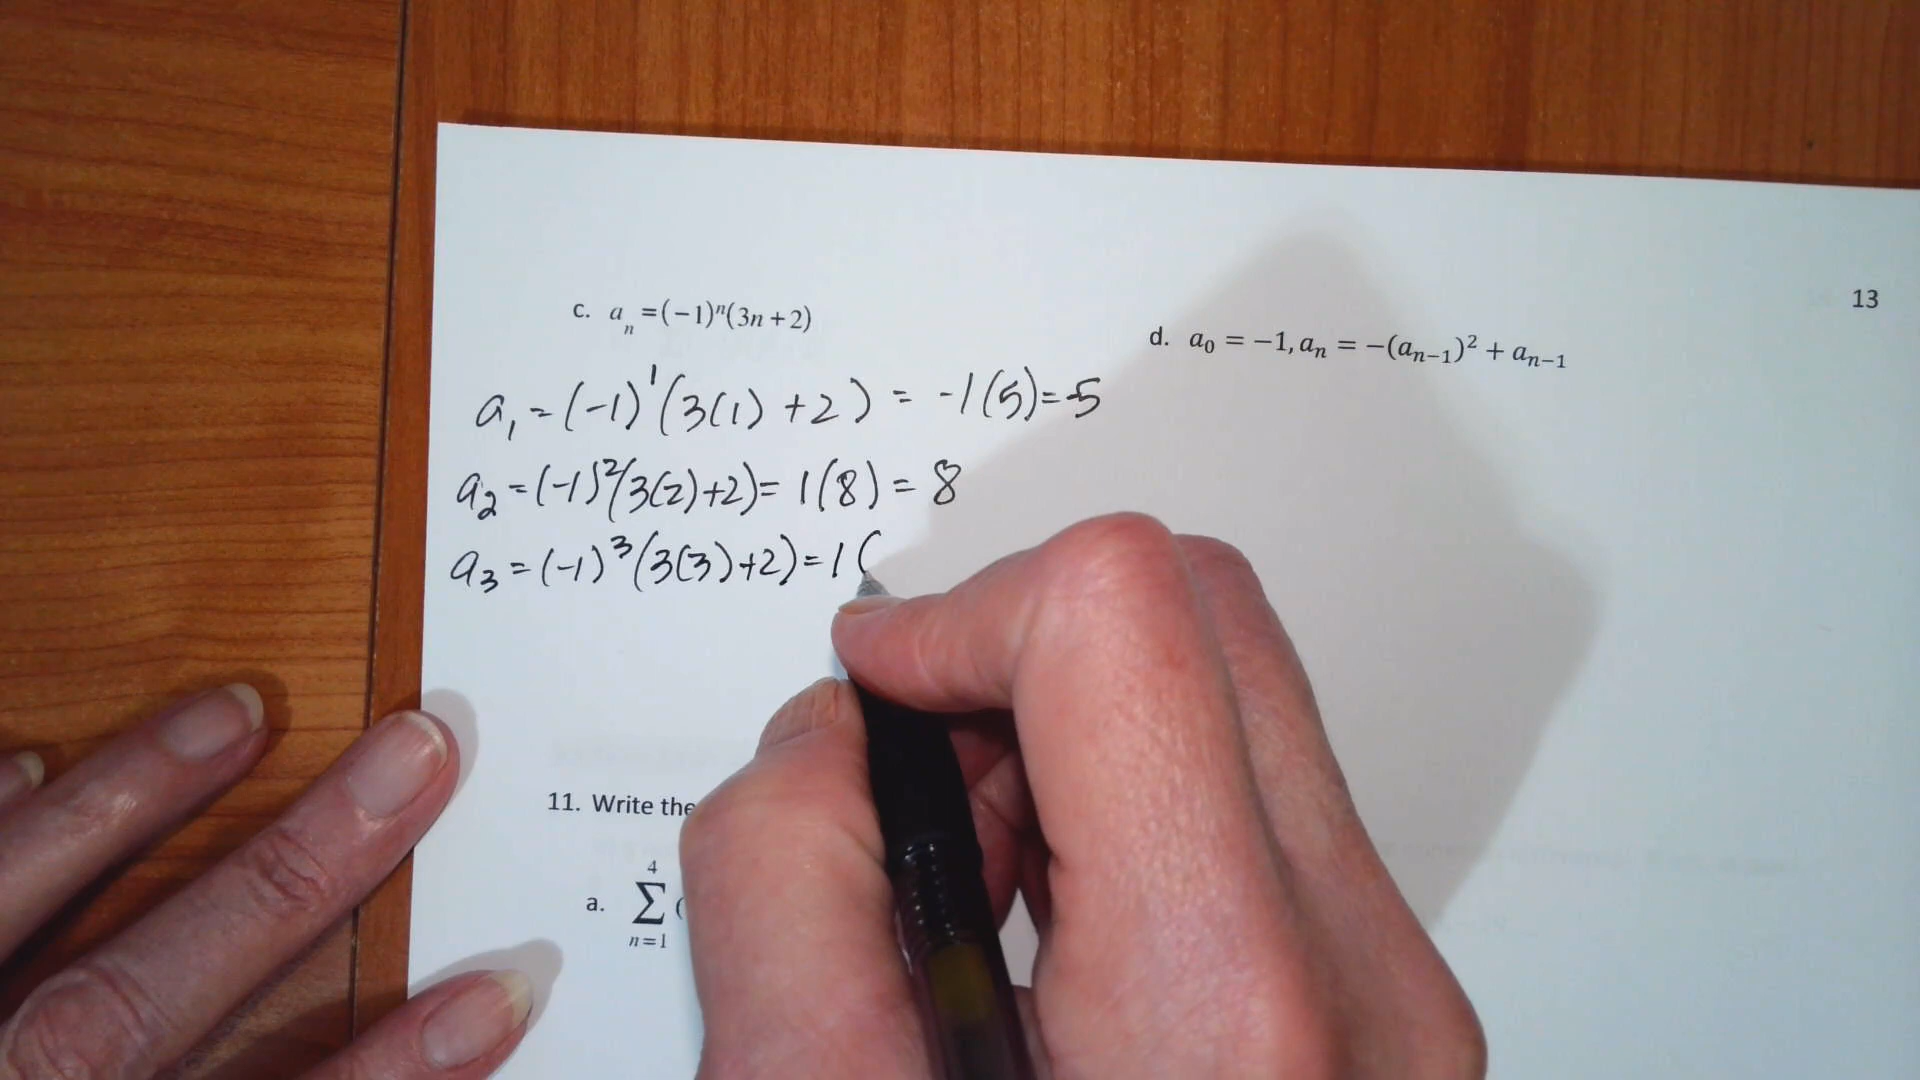 13
c. aₙ =(−1)ⁿ(3n+2)
d. a₀ = −1, aₙ = −(aₙ₋₁)² + aₙ₋₁
a₁ = (-1)¹(3(1) +2) = -1(5)=-5
a₂ = (-1)²(3(2)+2)= 1(8) = 8
a₃ = (-1)³(3(3)+2)=1(
11. Write the
4
a. ∑ (
n=1